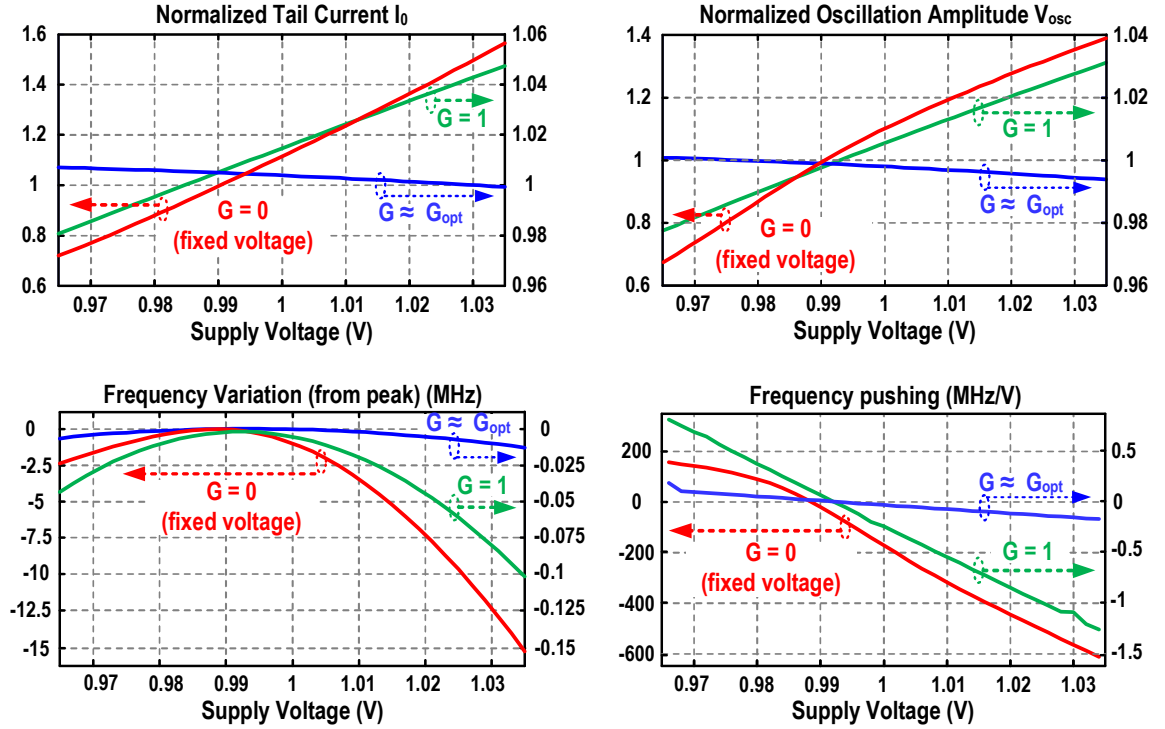 Normalized Tail Current I₀
1.6
1.4
1.2
1
0.8
0.6
1.06
1.04
1.02
1.00
0.98
0.96
G = 1
G = 0
(fixed voltage)
G ≈ Gopt
0.97 0.98 0.99 1 1.01 1.02 1.03
Supply Voltage (V)
Normalized Oscillation Amplitude Vosc
1.4
1.2
1
0.8
0.6
1.04
1.02
1.00
0.98
0.96
G = 1
G ≈ Gopt
G = 0
(fixed voltage)
0.97 0.98 0.99 1 1.01 1.02 1.03
Supply Voltage (V)
Frequency Variation (from peak) (MHz)
0
-2.5
-5
-7.5
-10
-12.5
-15
0
-0.025
-0.05
-0.075
-0.1
-0.125
-0.15
G ≈ Gopt
G = 1
G = 0
(fixed voltage)
0.97 0.98 0.99 1 1.01 1.02 1.03
Supply Voltage (V)
Frequency pushing (MHz/V)
200
0
-200
-400
-600
0.5
0
-0.5
-1
-1.5
G ≈ Gopt
G = 1
G = 0
(fixed voltage)
0.97 0.98 0.99 1 1.01 1.02 1.03
Supply Voltage (V)